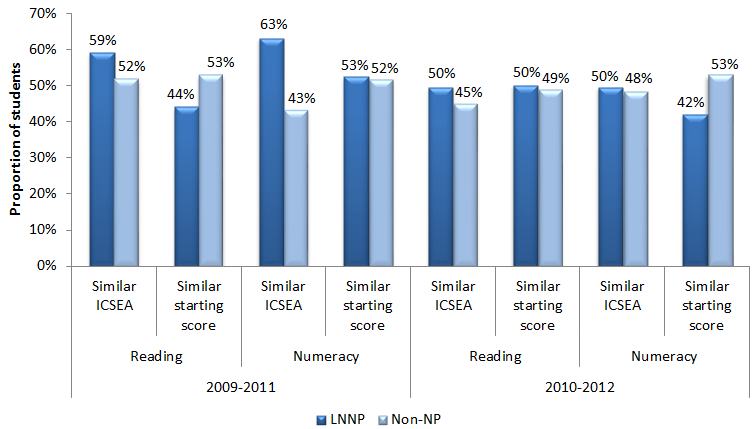 70%
60%
50%
40%
30%
20%
10%
0%
Proportion of students
59%
52%
44%
53%
63%
43%
53%
52%
50%
45%
50%
49%
50%
48%
42%
53%
Similar ICSEA
Similar starting score
Similar ICSEA
Similar starting score
Similar ICSEA
Similar starting score
Similar ICSEA
Similar starting score
Reading
Numeracy
Reading
Numeracy
2009-2011
2010-2012
LNNP
Non-NP